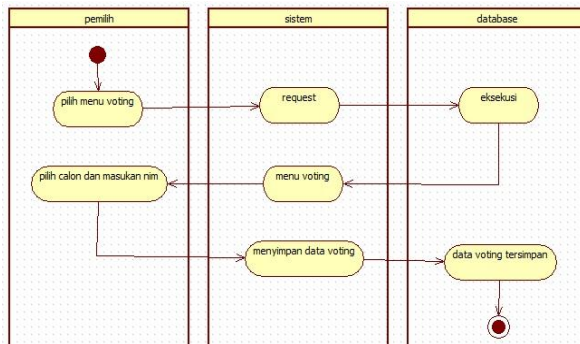 pemilih
sistem
database
pilih menu voting
request
eksekusi
pilih calon dan masukan nim
menu voting
menyimpan data voting
data voting tersimpan